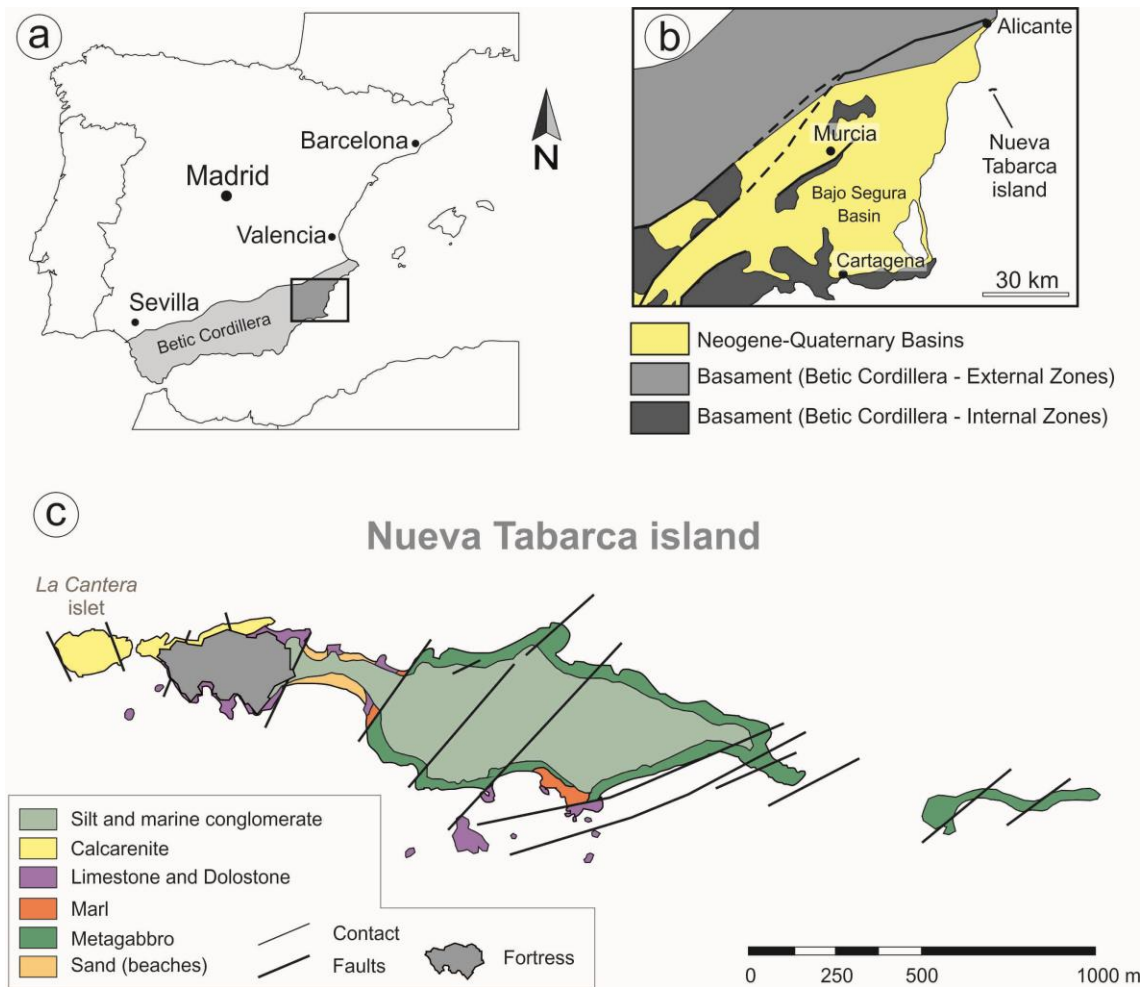 a
Barcelona
Madrid
Valencia
Sevilla
Betic Cordillera
N
b
Alicante
Murcia
Nueva
Tabarca
island
Bajo Segura
Basin
Cartagena
30 km
Neogene-Quaternary Basins
Basament (Betic Cordillera - External Zones)
Basament (Betic Cordillera - Internal Zones)
c
Nueva Tabarca island
La Cantera
islet
Silt and marine conglomerate
Calcarenite
Limestone and Dolostone
Marl
Metagabbro
Sand (beaches)
Contact
Faults
Fortress
0 250 500 1000 m